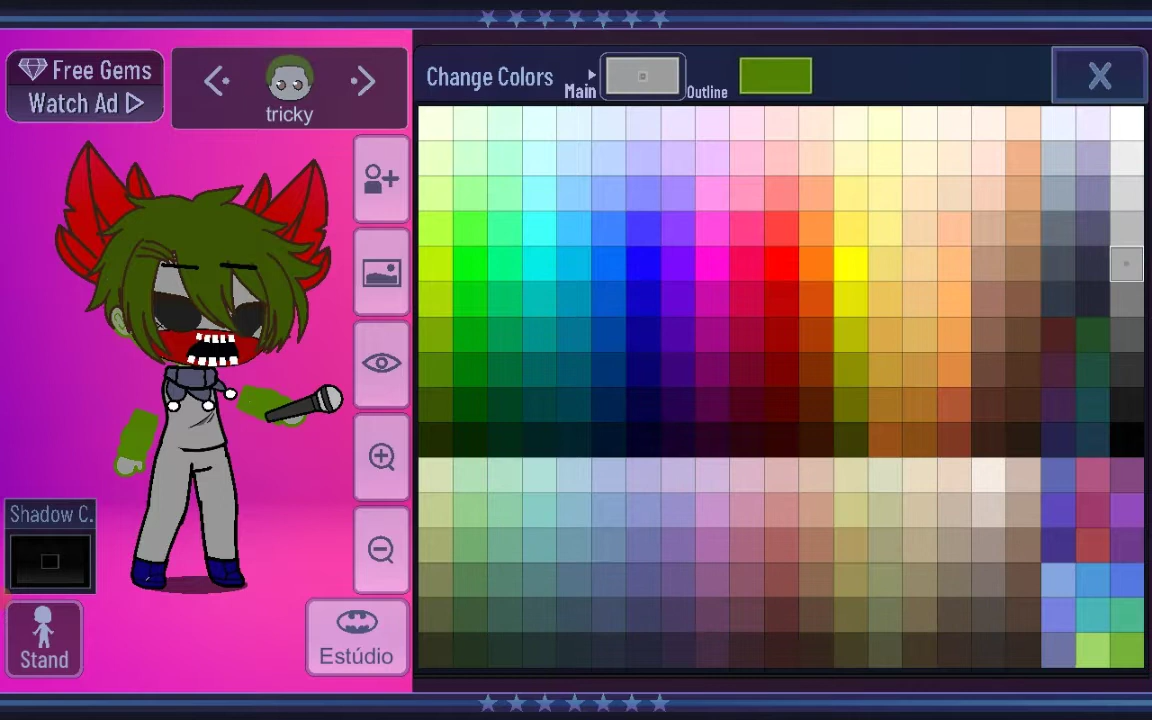 Free Gems
Watch Ad
tricky
Change Colors
Main
Outline
X
Shadow C.
Stand
Estúdio